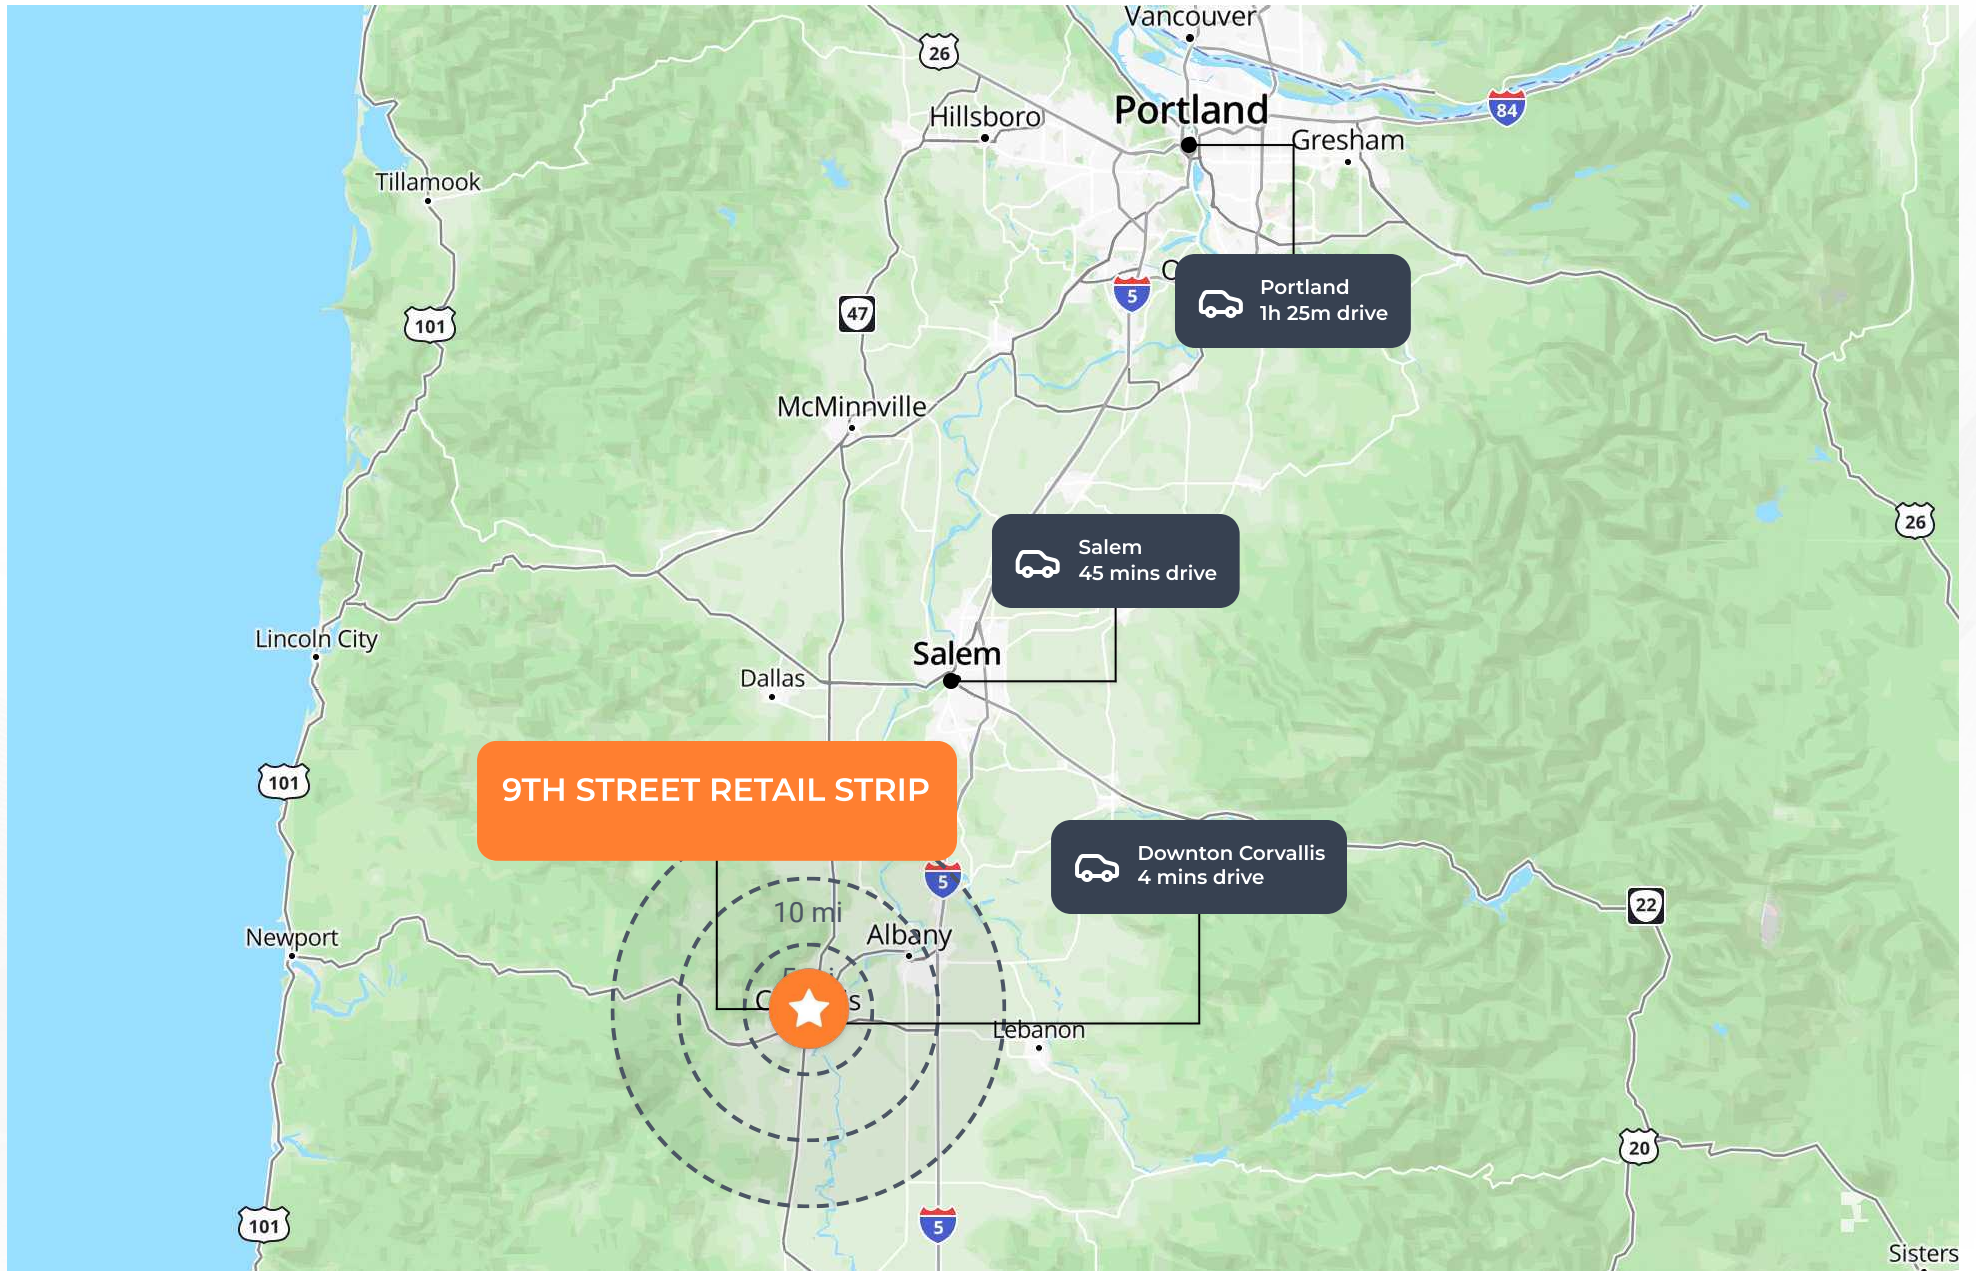 Vancouver
26
Portland
84
Hillsboro
Gresham
Tillamook
Portland
1h 25m drive
5
47
101
McMinnville
26
Salem
45 mins drive
Lincoln City
Salem
Dallas
101
9TH STREET RETAIL STRIP
Downton Corvallis
4 mins drive
5
22
10 mi
Albany
Newport
Lebanon
20
101
5
Sisters